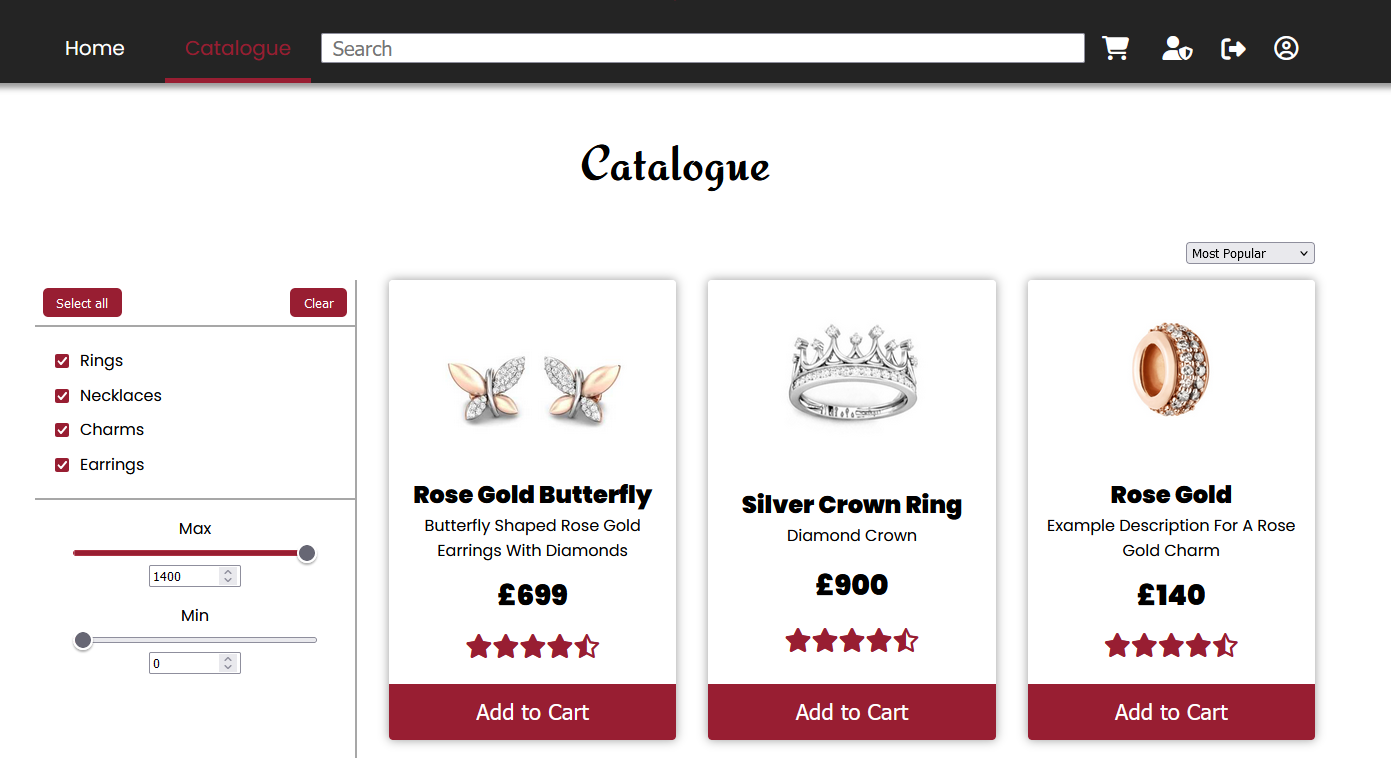 Home
Catalogue
Search
Catalogue
Most Popular
Select all
Clear
Rings
Necklaces
Charms
Earrings
Max
1400
Min
0
Rose Gold Butterfly
Butterfly Shaped Rose Gold
Earrings With Diamonds
£699
Add to Cart
Silver Crown Ring
Diamond Crown
£900
Add to Cart
Rose Gold
Example Description For A Rose
Gold Charm
£140
Add to Cart